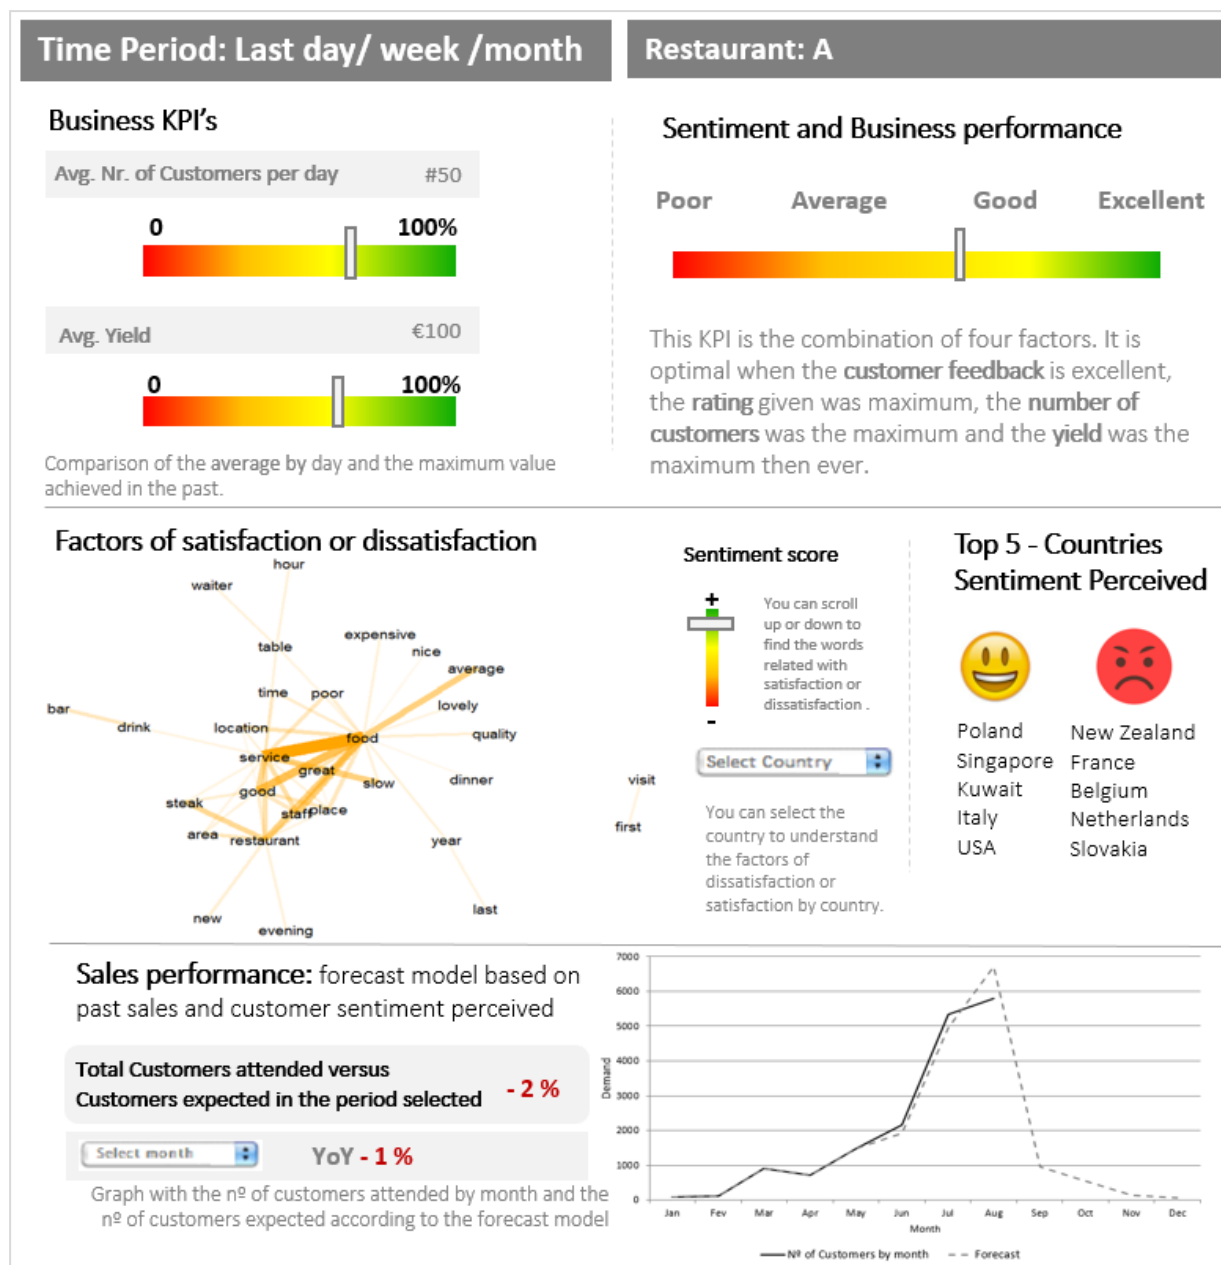 Time Period: Last day/ week /month
Restaurant: A
Business KPI's
Avg. Nr. of Customers per day #50
0 100%
Avg. Yield €100
0 100%
Comparison of the average by day and the maximum value
achieved in the past.
Sentiment and Business performance
Poor Average Good Excellent
This KPI is the combination of four factors. It is
optimal when the customer feedback is excellent,
the rating given was maximum, the number of
customers was the maximum and the yield was the
maximum then ever.
Factors of satisfaction or dissatisfaction
hour
waiter
expensive
table
nice
average
time
poor
lovely
bar
drink
location
food
quality
service
great
slow
dinner
good
steak
staff
place
area
restaurant
year
new
last
evening
visit
first
Sentiment score
+
You can scroll
up or down to
find the words
related with
satisfaction or
dissatisfaction .
-
Select Country
You can select the
country to understand
the factors of
dissatisfaction or
satisfaction by country.
Top 5 - Countries
Sentiment Perceived
Poland New Zealand
Singapore France
Kuwait Belgium
Italy Netherlands
USA Slovakia
Sales performance: forecast model based on
past sales and customer sentiment perceived
Total Customers attended versus
Customers expected in the period selected - 2 %
Select month YoY - 1 %
Graph with the nº of customers attended by month and the
nº of customers expected according to the forecast model
7000
6000
5000
4000
3000
2000
1000
0
Demand
Jan Fev Mar Apr May Jun Jul Aug Sep Oct Nov Dec
Month
Nº of Customers by month Forecast